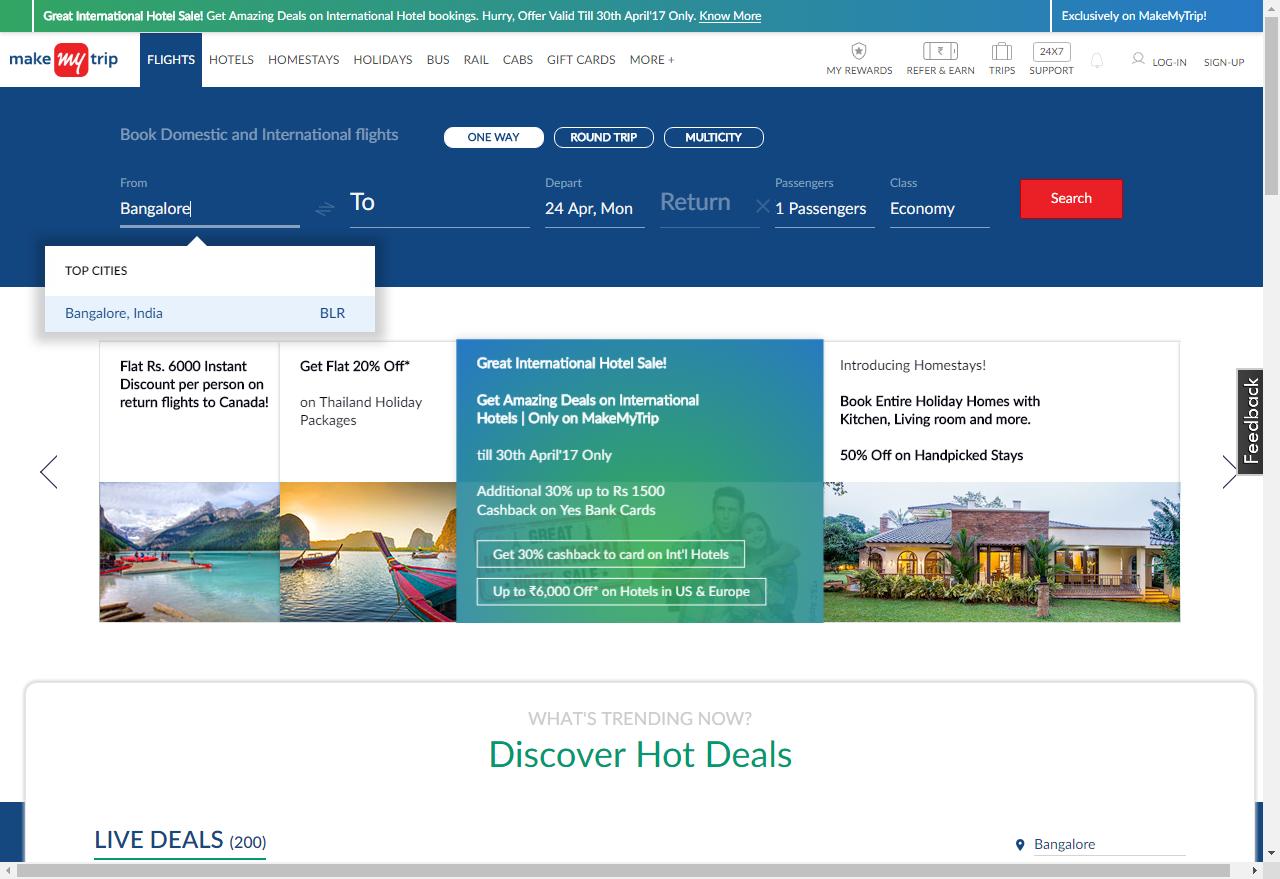 Great International Hotel Sale! Get Amazing Deals on International Hotel bookings. Hurry, Offer Valid Till 30th April'17 Only. Know More
Exclusively on MakeMyTrip!
make my trip
FLIGHTS HOTELS HOMESTAYS HOLIDAYS BUS RAIL CABS GIFT CARDS MORE +
24X7
MY REWARDS REFER & EARN TRIPS SUPPORT LOG-IN SIGN-UP
Book Domestic and International flights
ONE WAY ROUND TRIP MULTICITY
From
Bangalore
To
Depart
24 Apr, Mon
Return
Passengers
1 Passengers
Class
Economy
Search
TOP CITIES
Bangalore, India BLR
Flat Rs. 6000 Instant
Discount per person on
return flights to Canada!
Get Flat 20% Off*
on Thailand Holiday
Packages
Great International Hotel Sale!
Get Amazing Deals on International
Hotels | Only on MakeMyTrip
till 30th April'17 Only
Additional 30% up to Rs 1500
Cashback on Yes Bank Cards
GREAT
Get 30% cashback to card on Int'l Hotels
SALE
Up to ₹6,000 Off* on Hotels in US & Europe
Introducing Homestays!
Book Entire Holiday Homes with
Kitchen, Living room and more.
50% Off on Handpicked Stays
Feedback
WHAT'S TRENDING NOW?
Discover Hot Deals
LIVE DEALS (200)
Bangalore